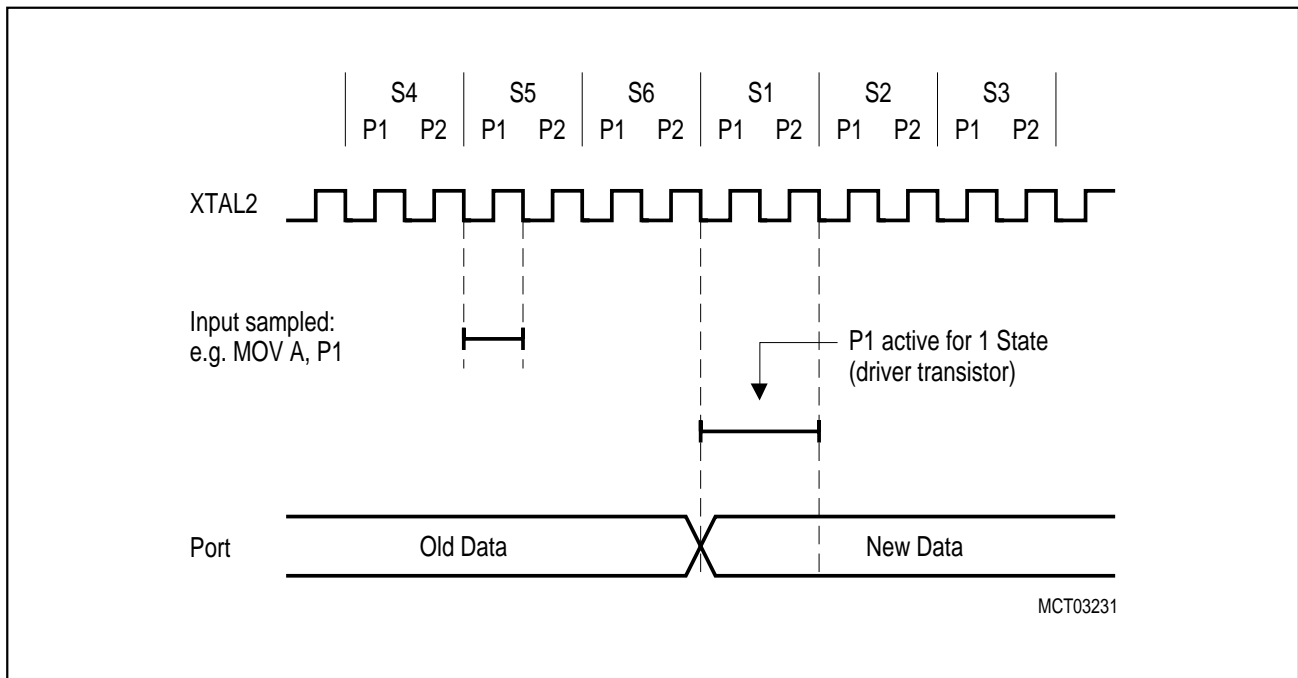 S4 S5 S6 S1 S2 S3
P1 P2 P1 P2 P1 P2 P1 P2 P1 P2 P1 P2
XTAL2
Input sampled:
e.g. MOV A, P1
P1 active for 1 State
(driver transistor)
Port
Old Data
New Data
MCT03231